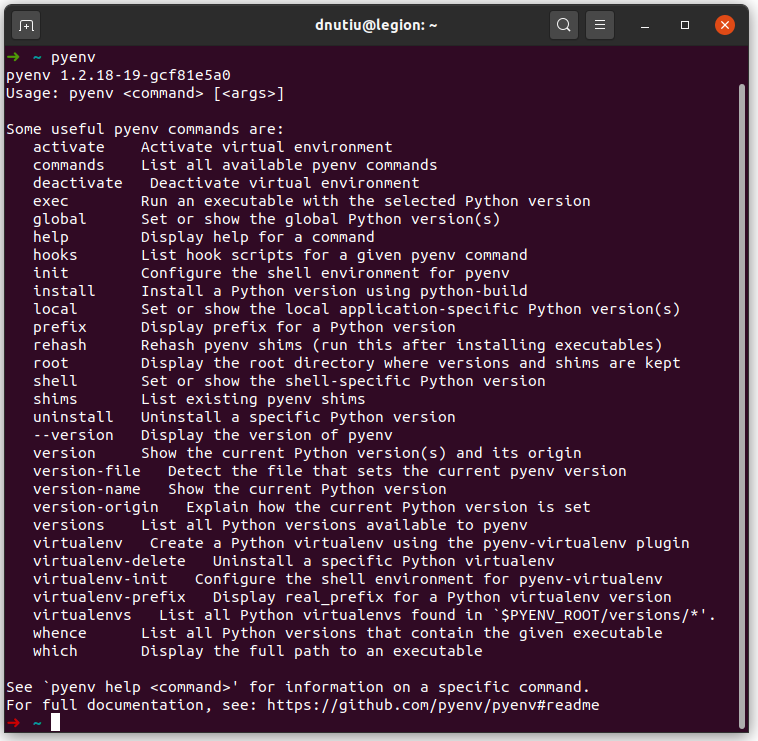 dnutiu@legion: ~
➜  ~ pyenv
pyenv 1.2.18-19-gcf81e5a0
Usage: pyenv <command> [<args>]

Some useful pyenv commands are:
   activate    Activate virtual environment
   commands    List all available pyenv commands
   deactivate   Deactivate virtual environment
   exec        Run an executable with the selected Python version
   global      Set or show the global Python version(s)
   help        Display help for a command
   hooks       List hook scripts for a given pyenv command
   init        Configure the shell environment for pyenv
   install     Install a Python version using python-build
   local       Set or show the local application-specific Python version(s)
   prefix      Display prefix for a Python version
   rehash      Rehash pyenv shims (run this after installing executables)
   root        Display the root directory where versions and shims are kept
   shell       Set or show the shell-specific Python version
   shims       List existing pyenv shims
   uninstall   Uninstall a specific Python version
   --version   Display the version of pyenv
   version     Show the current Python version(s) and its origin
   version-file   Detect the file that sets the current pyenv version
   version-name   Show the current Python version
   version-origin   Explain how the current Python version is set
   versions    List all Python versions available to pyenv
   virtualenv   Create a Python virtualenv using the pyenv-virtualenv plugin
   virtualenv-delete   Uninstall a specific Python virtualenv
   virtualenv-init   Configure the shell environment for pyenv-virtualenv
   virtualenv-prefix   Display real_prefix for a Python virtualenv version
   virtualenvs   List all Python virtualenvs found in `$PYENV_ROOT/versions/*'.
   whence      List all Python versions that contain the given executable
   which       Display the full path to an executable

See `pyenv help <command>' for information on a specific command.
For full documentation, see: https://github.com/pyenv/pyenv#readme
➜  ~